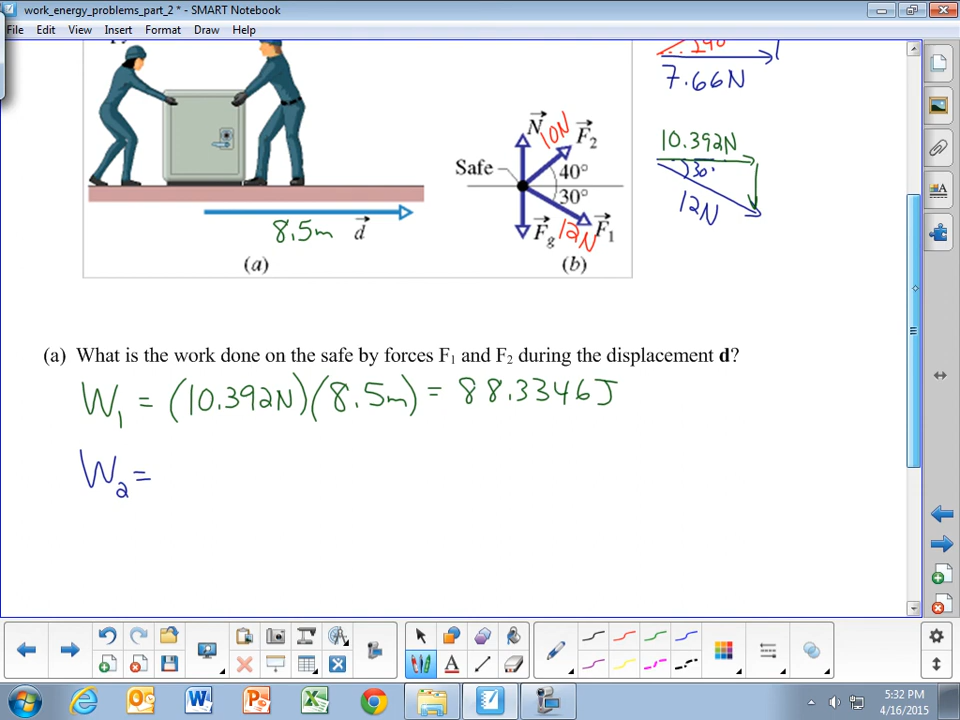 work_energy_problems_part_2 * - SMART Notebook
File Edit View Insert Format Draw Help
7.66N
10.392N
30°
12N
N
10N
F2
Safe
40°
30°
Fg
12N
F1
8.5m
d
(a)
(b)
(a) What is the work done on the safe by forces F1 and F2 during the displacement d?
W1 = (10.392N)(8.5m) = 88.3346J
W2 =
5:32 PM
4/16/2015